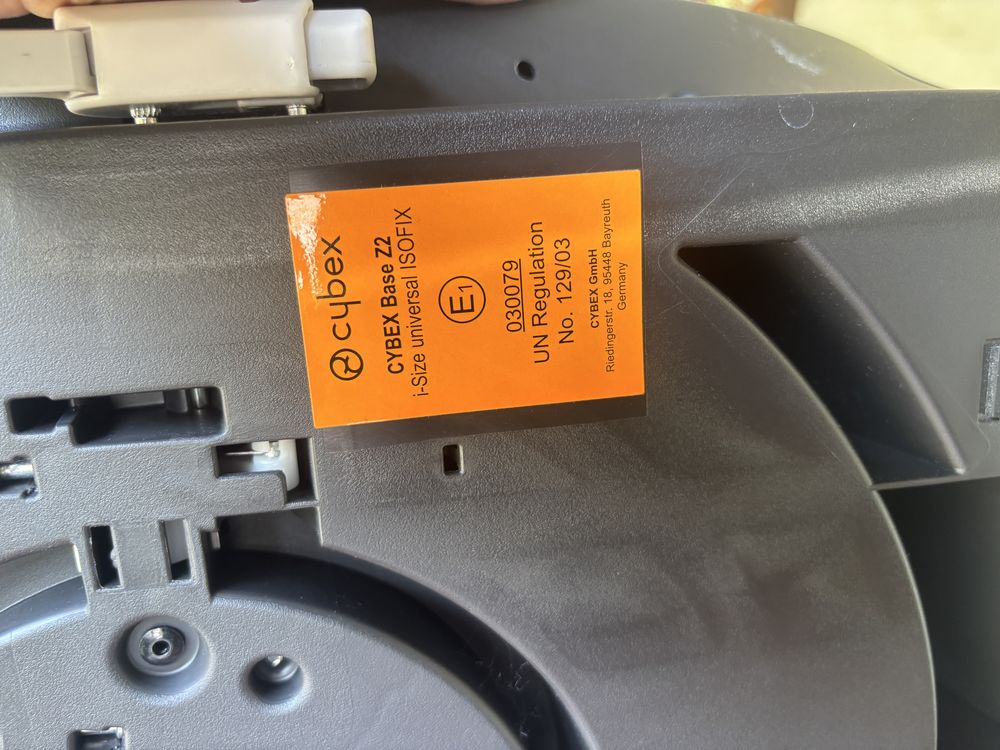 cybex
CYBEX Base Z2
i-Size universal ISOFIX
E1
030079
UN Regulation
No. 129/03
CYBEX GmbH
Riedingerstr. 18, 95448 Bayreuth
Germany